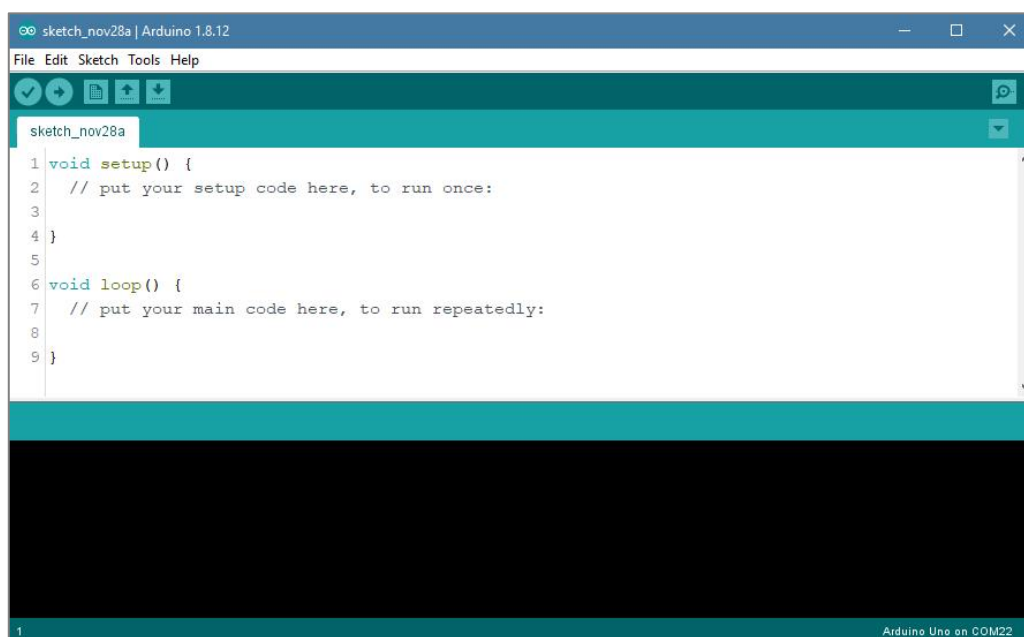 sketch_nov28a | Arduino 1.8.12
File Edit Sketch Tools Help
sketch_nov28a
1 void setup() {
2   // put your setup code here, to run once:
3
4 }
5
6 void loop() {
7   // put your main code here, to run repeatedly:
8
9 }
1 Arduino Uno on COM22